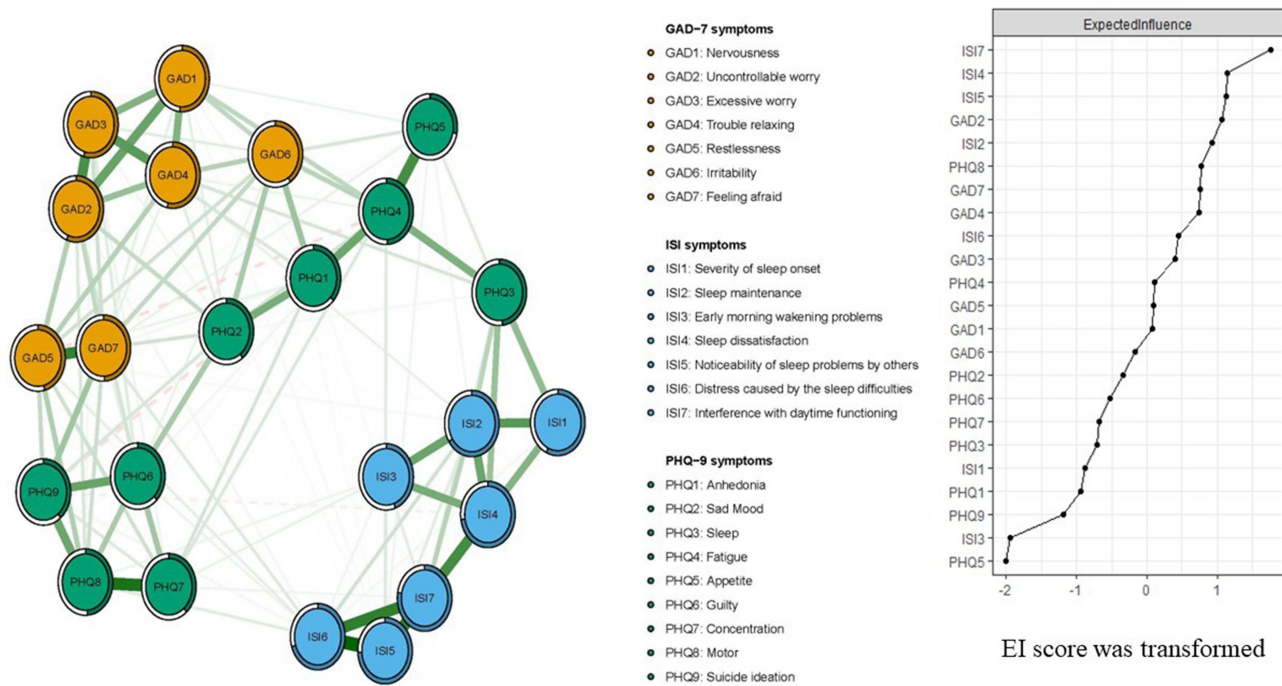 GAD1
GAD3
PHQ5
GAD6
GAD4
GAD2
PHQ4
PHQ1
PHQ3
PHQ2
GAD7
GAD5
ISI2
ISI1
PHQ6
ISI3
PHQ9
ISI4
PHQ8
PHQ7
ISI7
ISI6
ISI5
GAD-7 symptoms
GAD1: Nervousness
GAD2: Uncontrollable worry
GAD3: Excessive worry
GAD4: Trouble relaxing
GAD5: Restlessness
GAD6: Irritability
GAD7: Feeling afraid
ISI symptoms
ISI1: Severity of sleep onset
ISI2: Sleep maintenance
ISI3: Early morning wakening problems
ISI4: Sleep dissatisfaction
ISI5: Noticeability of sleep problems by others
ISI6: Distress caused by the sleep difficulties
ISI7: Interference with daytime functioning
PHQ-9 symptoms
PHQ1: Anhedonia
PHQ2: Sad Mood
PHQ3: Sleep
PHQ4: Fatigue
PHQ5: Appetite
PHQ6: Guilty
PHQ7: Concentration
PHQ8: Motor
PHQ9: Suicide ideation
ExpectedInfluence
ISI7
ISI4
ISI5
GAD2
ISI2
PHQ8
GAD7
GAD4
ISI6
GAD3
PHQ4
GAD5
GAD1
GAD6
PHQ2
PHQ6
PHQ7
PHQ3
ISI1
PHQ1
PHQ9
ISI3
PHQ5
-2 -1 0 1
EI score was transformed